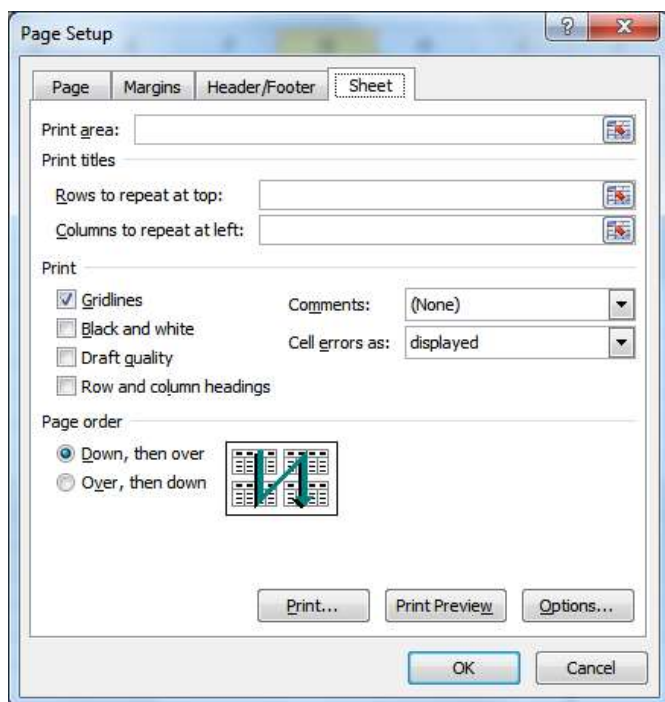 Page Setup
Page Margins Header/Footer Sheet
Print area:
Print titles
Rows to repeat at top:
Columns to repeat at left:
Print
Gridlines
Comments: (None)
Black and white
Cell errors as: displayed
Draft quality
Row and column headings
Page order
Down, then over
Over, then down
Print... Print Preview Options...
OK Cancel